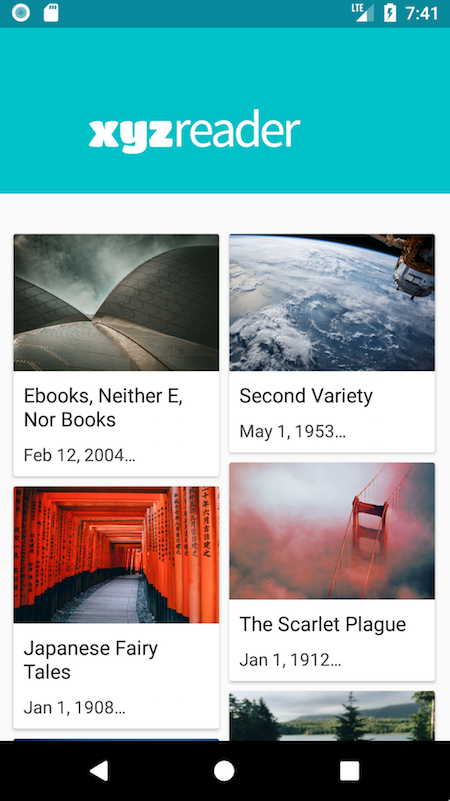 LTE 7:41
xyzreader
Ebooks, Neither E,
Nor Books
Feb 12, 2004…
Second Variety
May 1, 1953…
Japanese Fairy
Tales
Jan 1, 1908…
The Scarlet Plague
Jan 1, 1912…